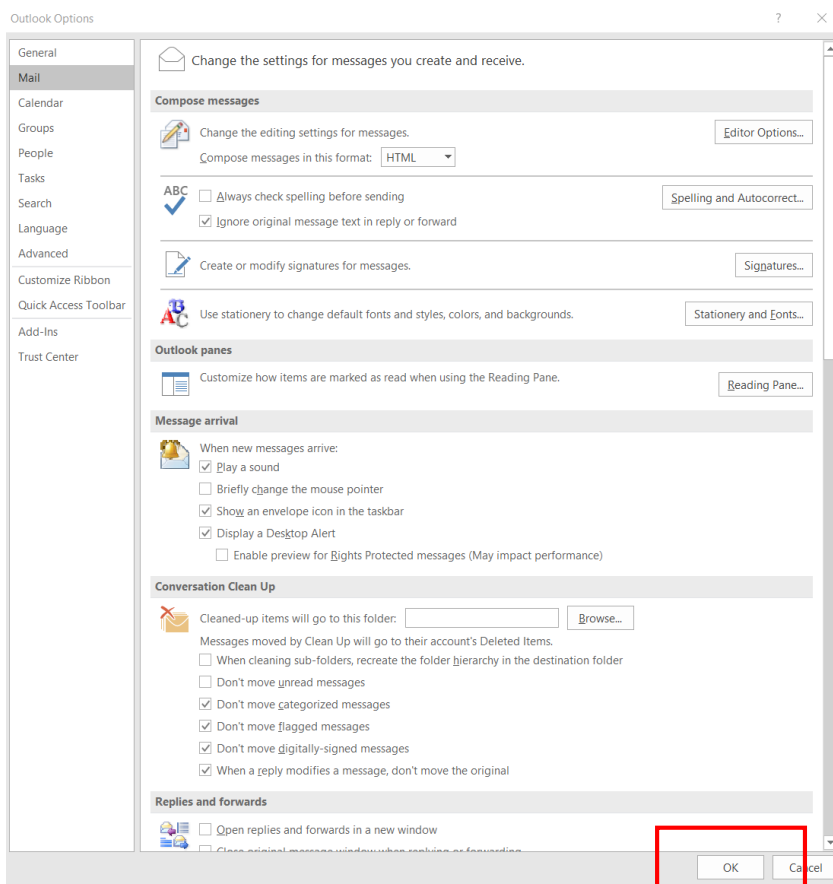 Outlook Options
General
Mail
Calendar
Groups
People
Tasks
Search
Language
Advanced
Customize Ribbon
Quick Access Toolbar
Add-Ins
Trust Center
Change the settings for messages you create and receive.
Compose messages
Change the editing settings for messages. Editor Options...
Compose messages in this format: HTML
ABC
Always check spelling before sending Spelling and Autocorrect...
Ignore original message text in reply or forward
Create or modify signatures for messages. Signatures...
Use stationery to change default fonts and styles, colors, and backgrounds. Stationery and Fonts...
Outlook panes
Customize how items are marked as read when using the Reading Pane. Reading Pane...
Message arrival
When new messages arrive:
Play a sound
Briefly change the mouse pointer
Show an envelope icon in the taskbar
Display a Desktop Alert
Enable preview for Rights Protected messages (May impact performance)
Conversation Clean Up
Cleaned-up items will go to this folder: Browse...
Messages moved by Clean Up will go to their account's Deleted Items.
When cleaning sub-folders, recreate the folder hierarchy in the destination folder
Don't move unread messages
Don't move categorized messages
Don't move flagged messages
Don't move digitally-signed messages
When a reply modifies a message, don't move the original
Replies and forwards
Open replies and forwards in a new window
Close original message window when replying or forwarding
OK Cancel